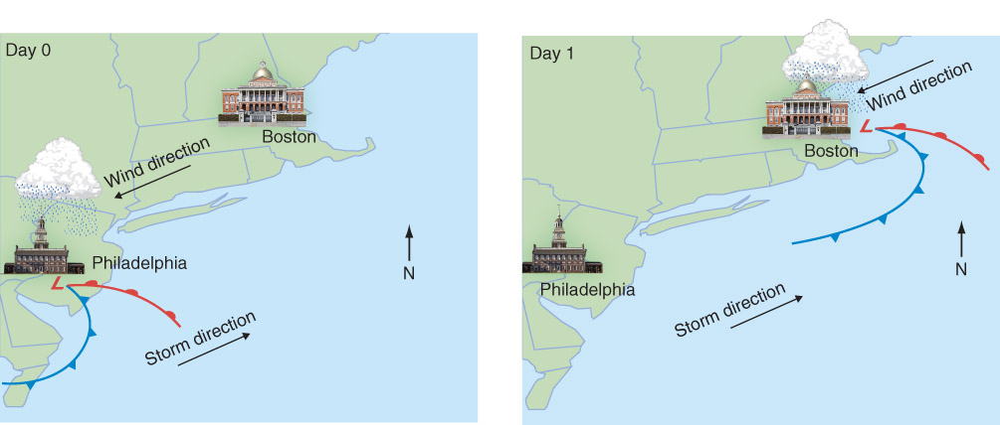 Day 0
Boston
Wind direction
Philadelphia
L
Storm direction
N
Day 1
Wind direction
L
Boston
Philadelphia
Storm direction
N